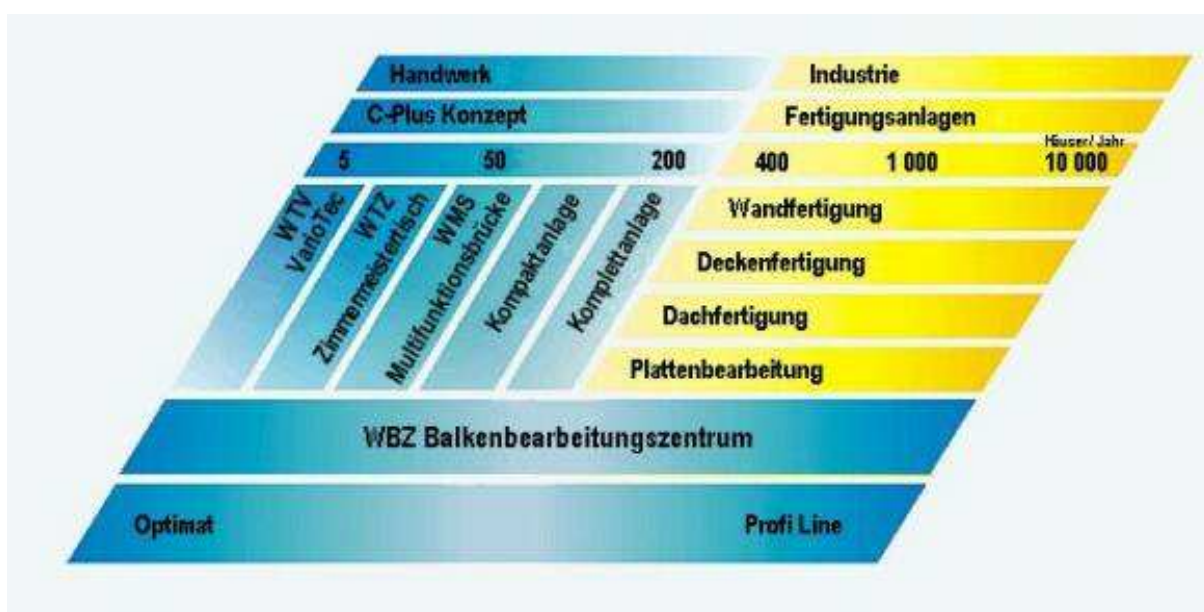 Handwerk
Industrie
C-Plus Konzept
Fertigungsanlagen
Häuser/Jahr
5
50
200
400
1 000
10 000
WTV
VarioTec
WTZ
Zimmermeistertisch
WMS
Multifunktionsbrücke
Kompaktanlage
Komplettanlage
Wandfertigung
Deckenfertigung
Dachfertigung
Plattenbearbeitung
WBZ Balkenbearbeitungszentrum
Optimat
Profi Line